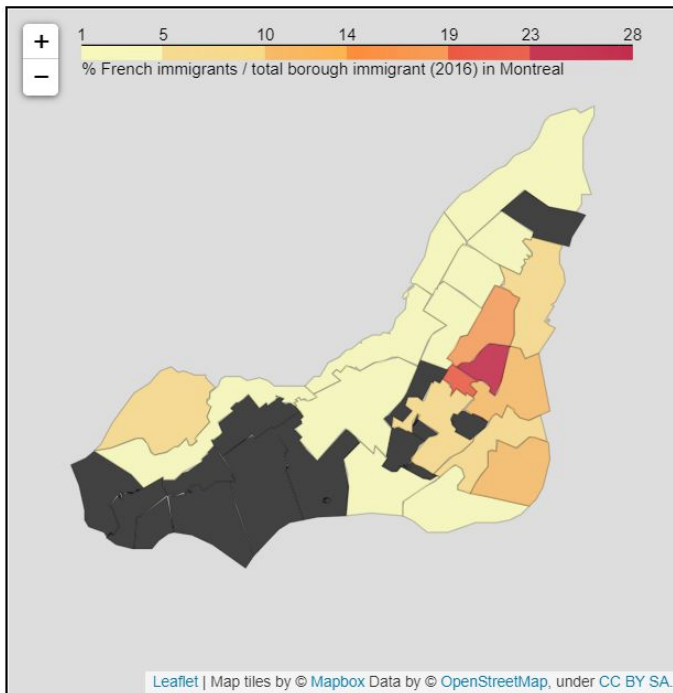 +
−
1 5 10 14 19 23 28
% French immigrants / total borough immigrant (2016) in Montreal
Leaflet | Map tiles by © Mapbox Data by © OpenStreetMap, under CC BY SA.